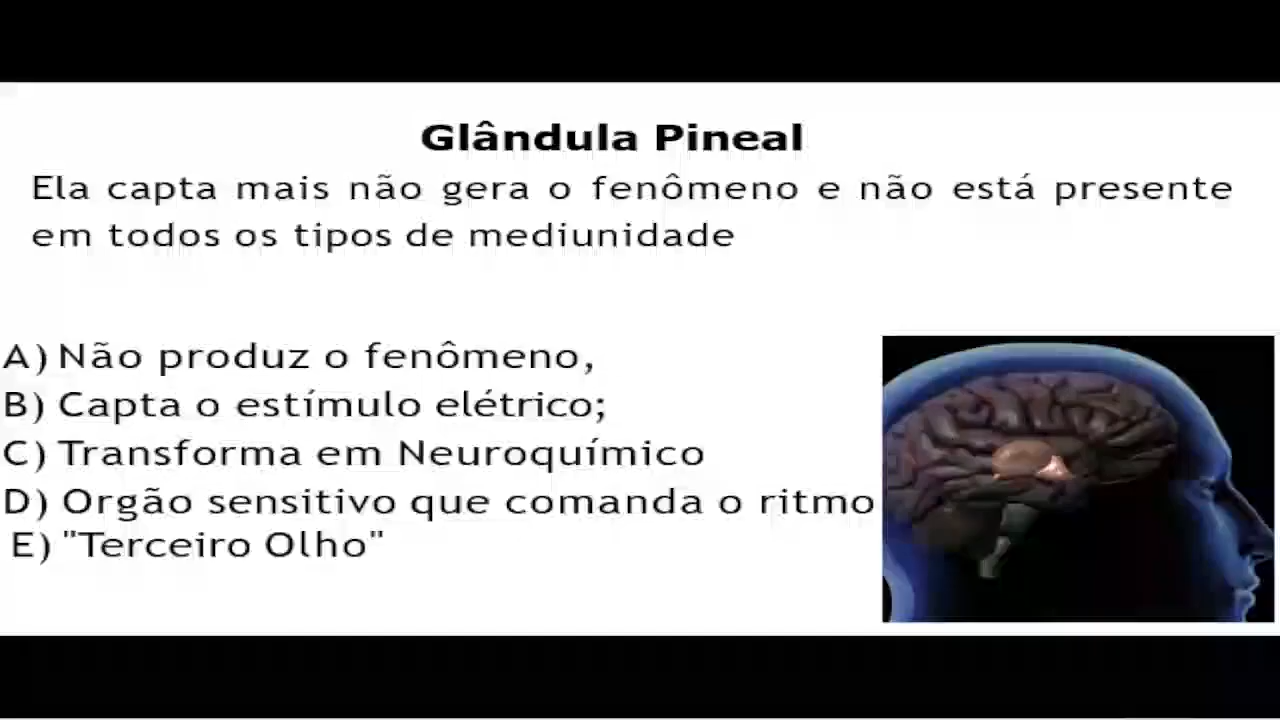 Glândula Pineal
Ela capta mais não gera o fenômeno e não está presente
em todos os tipos de mediunidade
A) Não produz o fenômeno,
B) Capta o estímulo elétrico;
C) Transforma em Neuroquímico
D) Orgão sensitivo que comanda o ritmo
E) "Terceiro Olho"